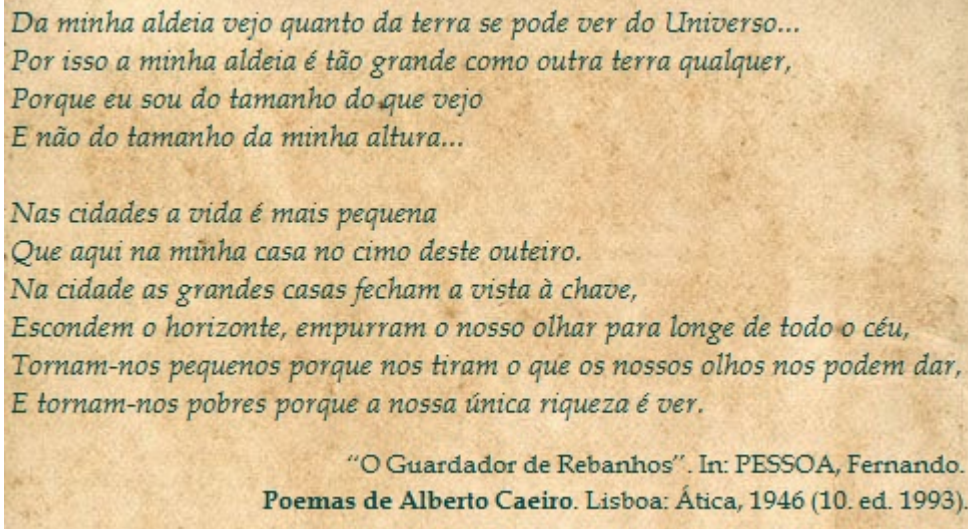 Da minha aldeia vejo quanto da terra se pode ver do Universo...
Por isso a minha aldeia é tão grande como outra terra qualquer,
Porque eu sou do tamanho do que vejo
E não do tamanho da minha altura...
Nas cidades a vida é mais pequena
Que aqui na minha casa no cimo deste outeiro.
Na cidade as grandes casas fecham a vista à chave,
Escondem o horizonte, empurram o nosso olhar para longe de todo o céu,
Tornam-nos pequenos porque nos tiram o que os nossos olhos nos podem dar,
E tornam-nos pobres porque a nossa única riqueza é ver.
“O Guardador de Rebanhos”. In: PESSOA, Fernando.
Poemas de Alberto Caeiro. Lisboa: Ática, 1946 (10. ed. 1993).